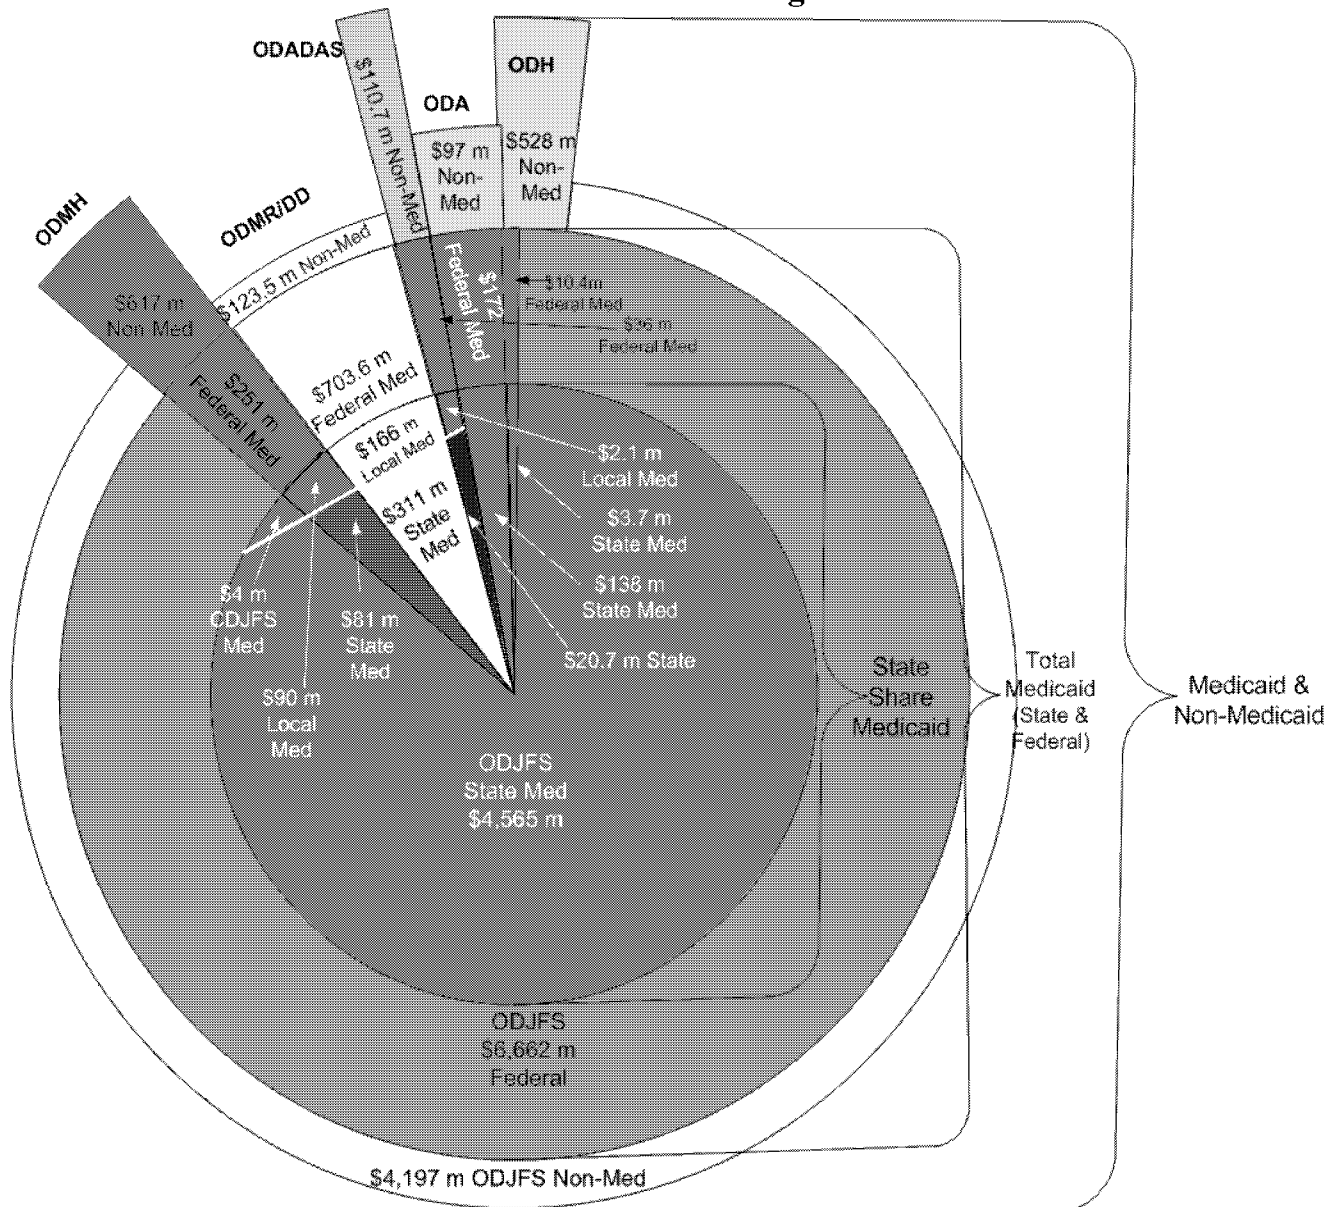 ODADAS
ODH
ODA
$110.7 m Non-Med
$97 m
Non-
Med
$528 m
Non-
Med
ODMH
ODMR/DD
$123.5 m Non-Med
$617 m
Non Med
$172
Federal Med
$10.4m
Federal Med
$36 m
Federal Med
$251 m
Federal Med
$703.6 m
Federal Med
$166 m
Local Med
$311 m
State
Med
$2.1 m
Local Med
$3.7 m
State Med
$138 m
State Med
$20.7 m State
$4 m
CDJFS
Med
$81 m
State
Med
$90 m
Local
Med
State
Share
Medicaid
Total
Medicaid
(State &
Federal)
Medicaid &
Non-Medicaid
ODJFS
State Med
$4,565 m
ODJFS
$6,662 m
Federal
$4,197 m ODJFS Non-Med